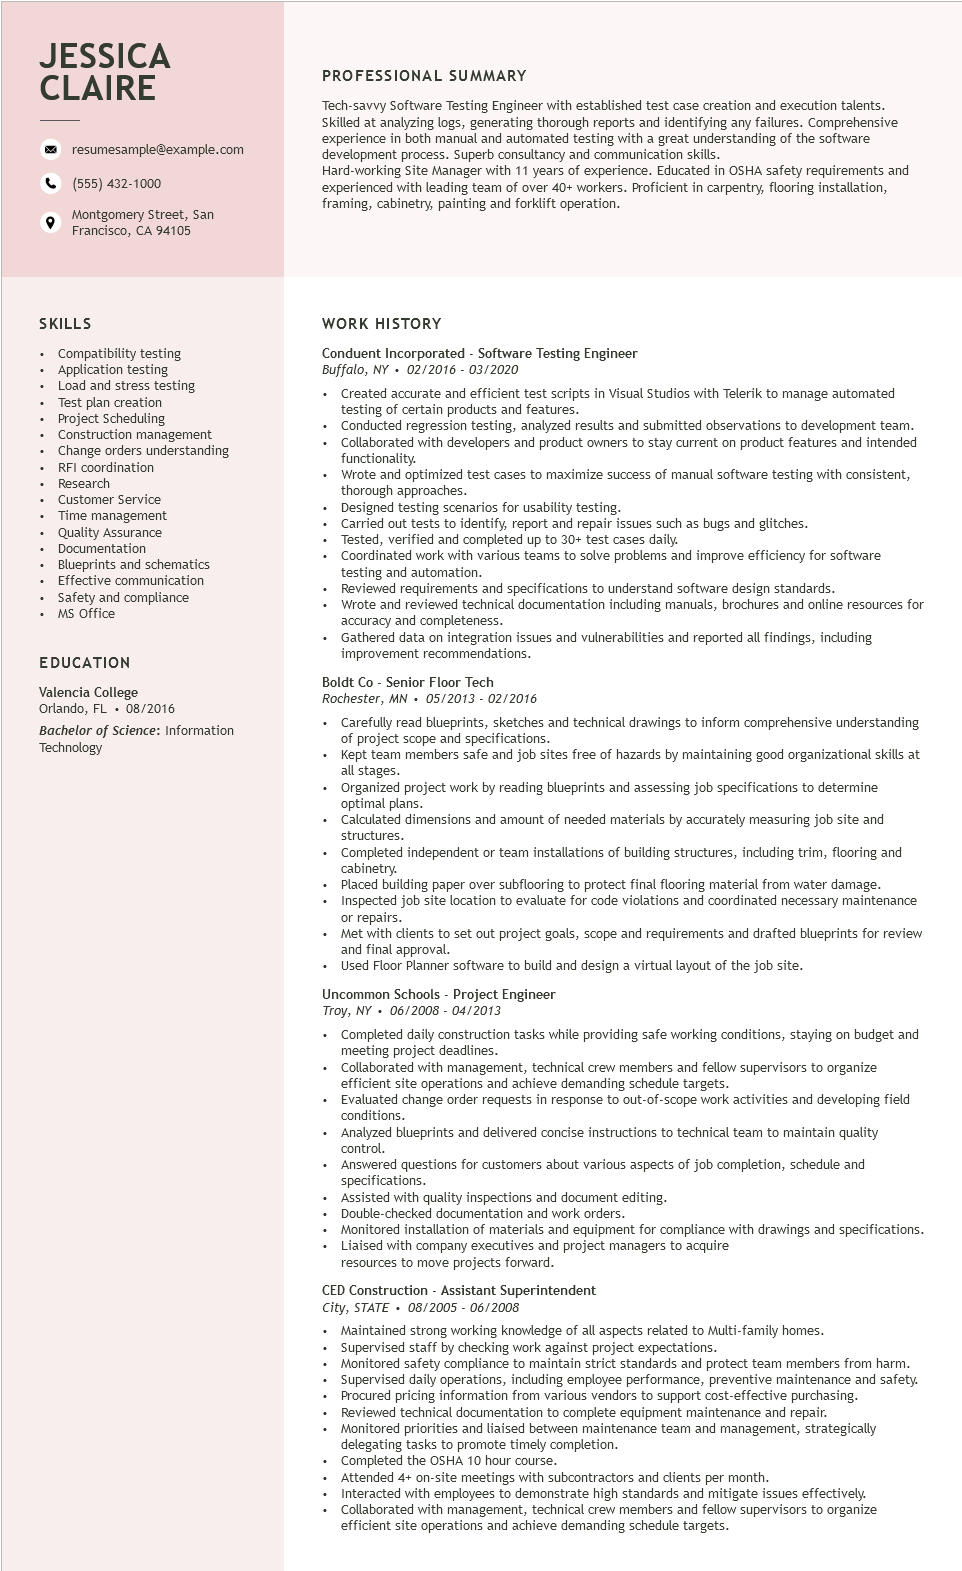 JESSICA
CLAIRE
resumesample@example.com
(555) 432-1000
Montgomery Street, San
Francisco, CA 94105
PROFESSIONAL SUMMARY
Tech-savvy Software Testing Engineer with established test case creation and execution talents.
Skilled at analyzing logs, generating thorough reports and identifying any failures. Comprehensive
experience in both manual and automated testing with a great understanding of the software
development process. Superb consultancy and communication skills.
Hard-working Site Manager with 11 years of experience. Educated in OSHA safety requirements and
experienced with leading team of over 40+ workers. Proficient in carpentry, flooring installation,
framing, cabinetry, painting and forklift operation.
SKILLS
• Compatibility testing
• Application testing
• Load and stress testing
• Test plan creation
• Project Scheduling
• Construction management
• Change orders understanding
• RFI coordination
• Research
• Customer Service
• Time management
• Quality Assurance
• Documentation
• Blueprints and schematics
• Effective communication
• Safety and compliance
• MS Office
EDUCATION
Valencia College
Orlando, FL • 08/2016
Bachelor of Science: Information
Technology
WORK HISTORY
Conduent Incorporated - Software Testing Engineer
Buffalo, NY • 02/2016 - 03/2020
• Created accurate and efficient test scripts in Visual Studios with Telerik to manage automated
testing of certain products and features.
• Conducted regression testing, analyzed results and submitted observations to development team.
• Collaborated with developers and product owners to stay current on product features and intended
functionality.
• Wrote and optimized test cases to maximize success of manual software testing with consistent,
thorough approaches.
• Designed testing scenarios for usability testing.
• Carried out tests to identify, report and repair issues such as bugs and glitches.
• Tested, verified and completed up to 30+ test cases daily.
• Coordinated work with various teams to solve problems and improve efficiency for software
testing and automation.
• Reviewed requirements and specifications to understand software design standards.
• Wrote and reviewed technical documentation including manuals, brochures and online resources for
accuracy and completeness.
• Gathered data on integration issues and vulnerabilities and reported all findings, including
improvement recommendations.
Boldt Co - Senior Floor Tech
Rochester, MN • 05/2013 - 02/2016
• Carefully read blueprints, sketches and technical drawings to inform comprehensive understanding
of project scope and specifications.
• Kept team members safe and job sites free of hazards by maintaining good organizational skills at
all stages.
• Organized project work by reading blueprints and assessing job specifications to determine
optimal plans.
• Calculated dimensions and amount of needed materials by accurately measuring job site and
structures.
• Completed independent or team installations of building structures, including trim, flooring and
cabinetry.
• Placed building paper over subflooring to protect final flooring material from water damage.
• Inspected job site location to evaluate for code violations and coordinated necessary maintenance
or repairs.
• Met with clients to set out project goals, scope and requirements and drafted blueprints for review
and final approval.
• Used Floor Planner software to build and design a virtual layout of the job site.
Uncommon Schools - Project Engineer
Troy, NY • 06/2008 - 04/2013
• Completed daily construction tasks while providing safe working conditions, staying on budget and
meeting project deadlines.
• Collaborated with management, technical crew members and fellow supervisors to organize
efficient site operations and achieve demanding schedule targets.
• Evaluated change order requests in response to out-of-scope work activities and developing field
conditions.
• Analyzed blueprints and delivered concise instructions to technical team to maintain quality
control.
• Answered questions for customers about various aspects of job completion, schedule and
specifications.
• Assisted with quality inspections and document editing.
• Double-checked documentation and work orders.
• Monitored installation of materials and equipment for compliance with drawings and specifications.
• Liaised with company executives and project managers to acquire
resources to move projects forward.
CED Construction - Assistant Superintendent
City, STATE • 08/2005 - 06/2008
• Maintained strong working knowledge of all aspects related to Multi-family homes.
• Supervised staff by checking work against project expectations.
• Monitored safety compliance to maintain strict standards and protect team members from harm.
• Supervised daily operations, including employee performance, preventive maintenance and safety.
• Procured pricing information from various vendors to support cost-effective purchasing.
• Reviewed technical documentation to complete equipment maintenance and repair.
• Monitored priorities and liaised between maintenance team and management, strategically
delegating tasks to promote timely completion.
• Completed the OSHA 10 hour course.
• Attended 4+ on-site meetings with subcontractors and clients per month.
• Interacted with employees to demonstrate high standards and mitigate issues effectively.
• Collaborated with management, technical crew members and fellow supervisors to organize
efficient site operations and achieve demanding schedule targets.